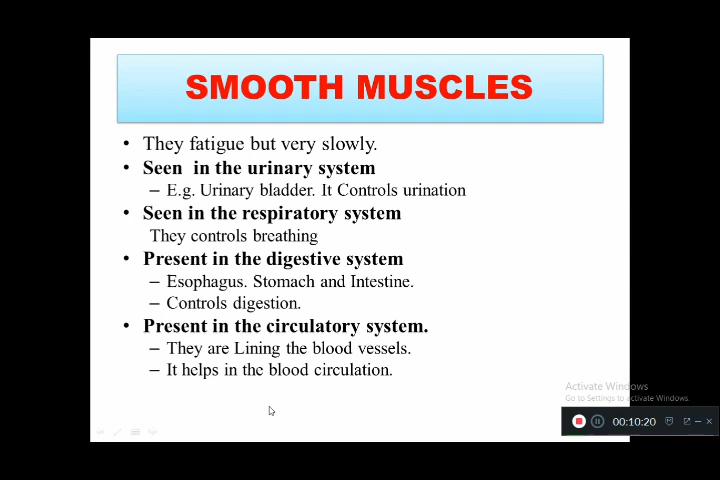 SMOOTH MUSCLES
• They fatigue but very slowly.
• Seen in the urinary system
– E.g. Urinary bladder. It Controls urination
• Seen in the respiratory system
They controls breathing
• Present in the digestive system
– Esophagus. Stomach and Intestine.
– Controls digestion.
• Present in the circulatory system.
– They are Lining the blood vessels.
– It helps in the blood circulation.
Activate Windows
Go to Settings to activate Windows.
00:10:20